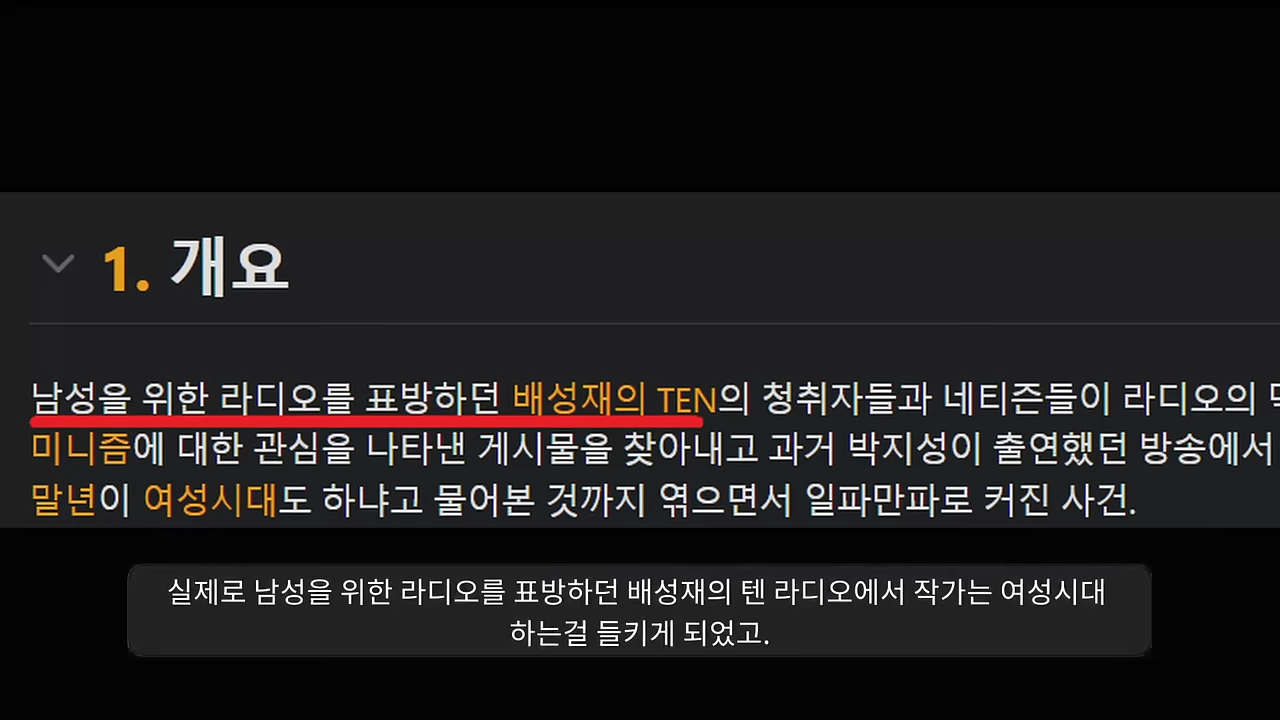 1. 개요
남성을 위한 라디오를 표방하던 배성재의 TEN의 청취자들과 네티즌들이 라디오의
미니즘에 대한 관심을 나타낸 게시물을 찾아내고 과거 박지성이 출연했던 방송에서
말년이 여성시대도 하냐고 물어본 것까지 엮으면서 일파만파로 커진 사건.
실제로 남성을 위한 라디오를 표방하던 배성재의 텐 라디오에서 작가는 여성시대
하는걸 들키게 되었고.